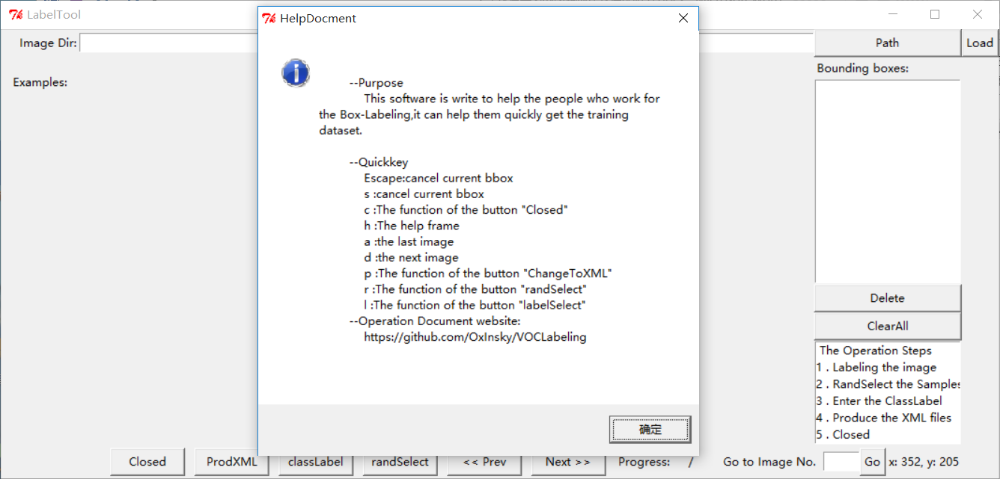 LabelTool
HelpDocment
Image Dir:
Path
Load
Examples:
Bounding boxes:
--Purpose
This software is write to help the people who work for
the Box-Labeling,it can help them quickly get the training
dataset.
--Quickkey
Escape:cancel current bbox
s :cancel current bbox
c :The function of the button "Closed"
h :The help frame
a :the last image
d :the next image
p :The function of the button "ChangeToXML"
r :The function of the button "randSelect"
l :The function of the button "labelSelect"
--Operation Document website:
https://github.com/OxInsky/VOCLabeling
确定
Delete
ClearAll
The Operation Steps
1 . Labeling the image
2 . RandSelect the Samples
3 . Enter the ClassLabel
4 . Produce the XML files
5 . Closed
Closed
ProdXML
classLabel
randSelect
<< Prev
Next >>
Progress: /
Go to Image No.
Go
x: 352, y: 205